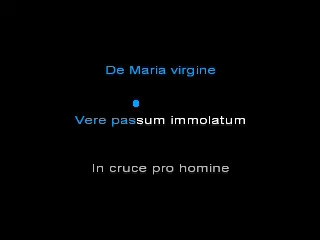 De Maria virgine
Vere passum immolatum
In cruce pro homine